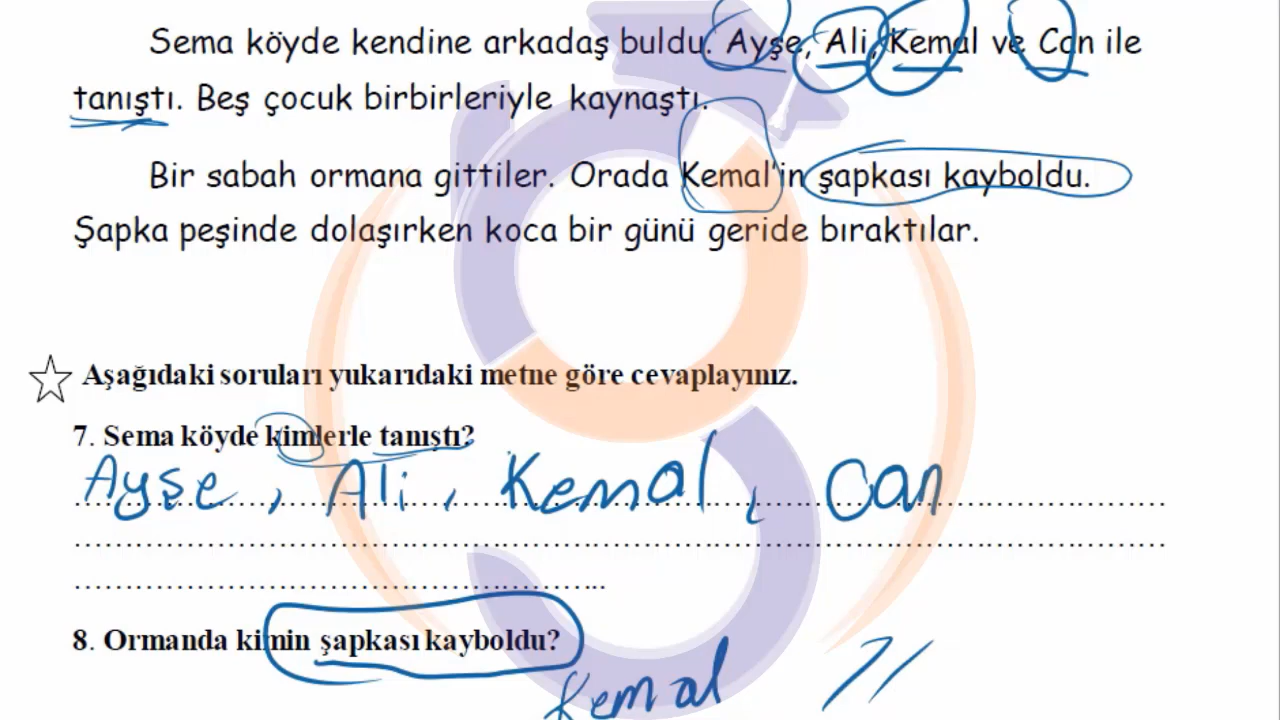 Sema köyde kendine arkadaş buldu. Ayşe, Ali, Kemal ve Can ile
tanıştı. Beş çocuk birbirleriyle kaynaştı.
Bir sabah ormana gittiler. Orada Kemal'in şapkası kayboldu.
Şapka peşinde dolaşırken koca bir günü geride bıraktılar.
Aşağıdaki soruları yukarıdaki metne göre cevaplayınız.
7. Sema köyde kimlerle tanıştı?
Ayşe, Ali, Kemal, Can
8. Ormanda kimin şapkası kayboldu?
Kemal